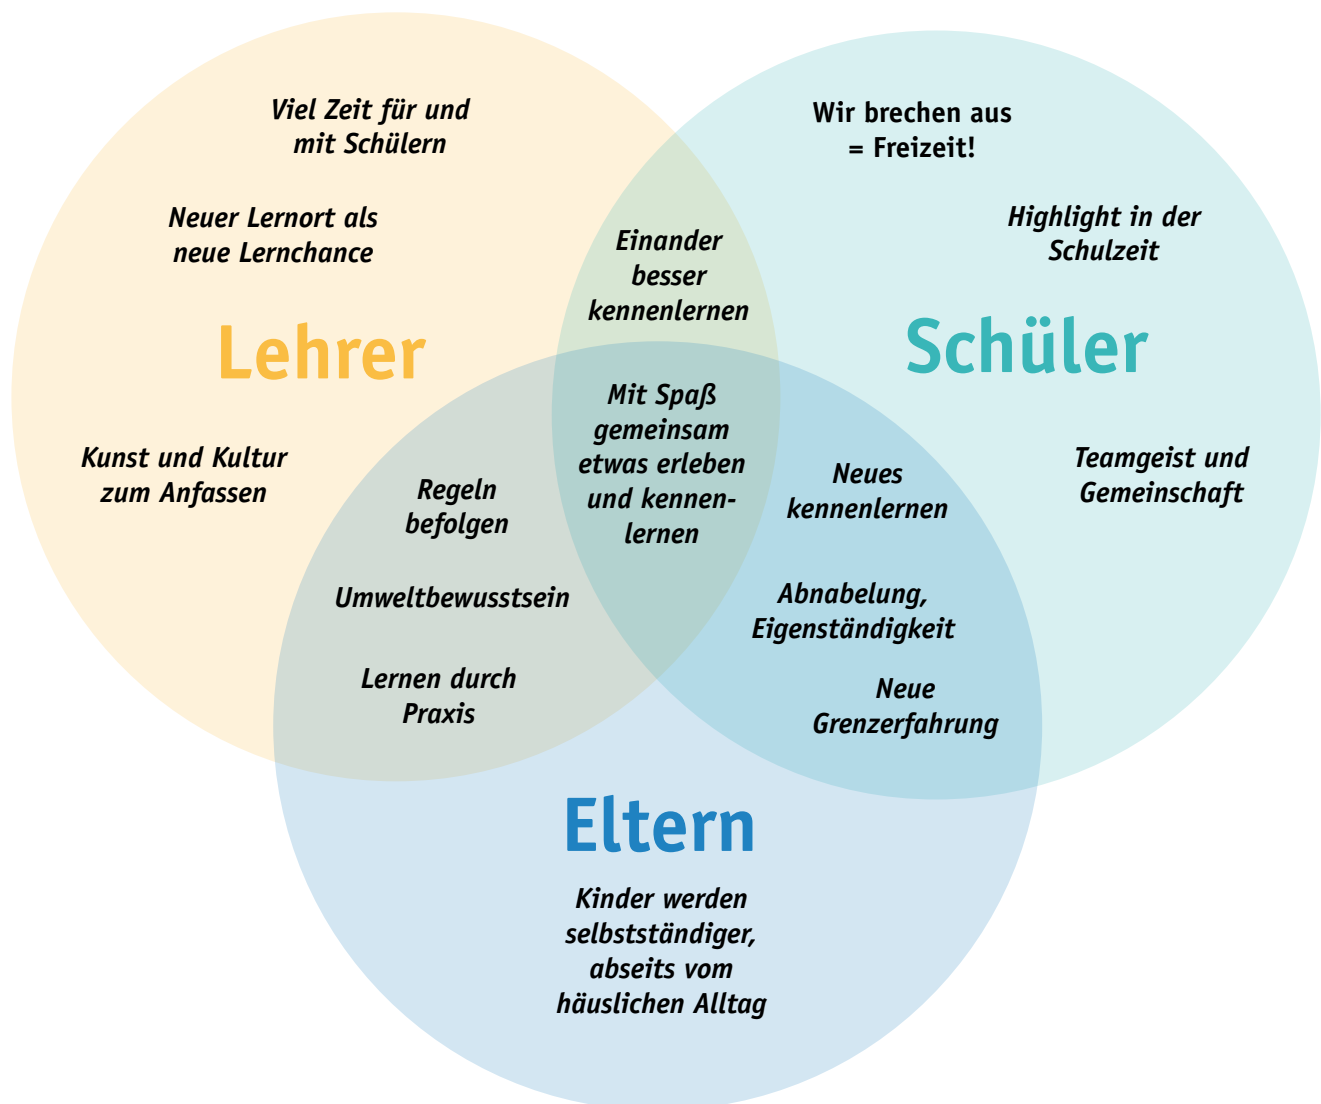 Viel Zeit für und
mit Schülern
Neuer Lernort als
neue Lernchance
Lehrer
Kunst und Kultur
zum Anfassen
Einander
besser
kennenlernen
Wir brechen aus
= Freizeit!
Highlight in der
Schulzeit
Schüler
Teamgeist und
Gemeinschaft
Mit Spaß
gemeinsam
etwas erleben
und kennen-
lernen
Regeln
befolgen
Umweltbewusstsein
Lernen durch
Praxis
Neues
kennenlernen
Abnabelung,
Eigenständigkeit
Neue
Grenzerfahrung
Eltern
Kinder werden
selbstständiger,
abseits vom
häuslichen Alltag